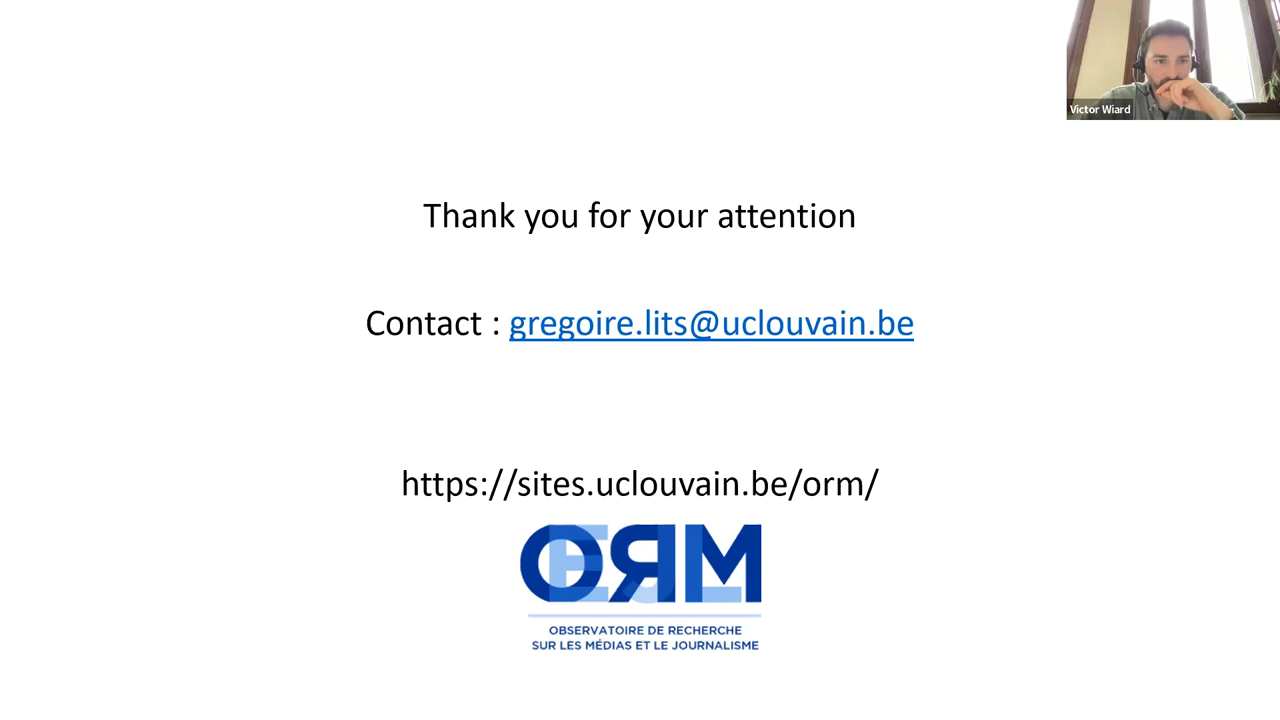 Victor Wiard
Thank you for your attention
Contact : gregoire.lits@uclouvain.be
https://sites.uclouvain.be/orm/
ORM
OBSERVATOIRE DE RECHERCHE
SUR LES MÉDIAS ET LE JOURNALISME